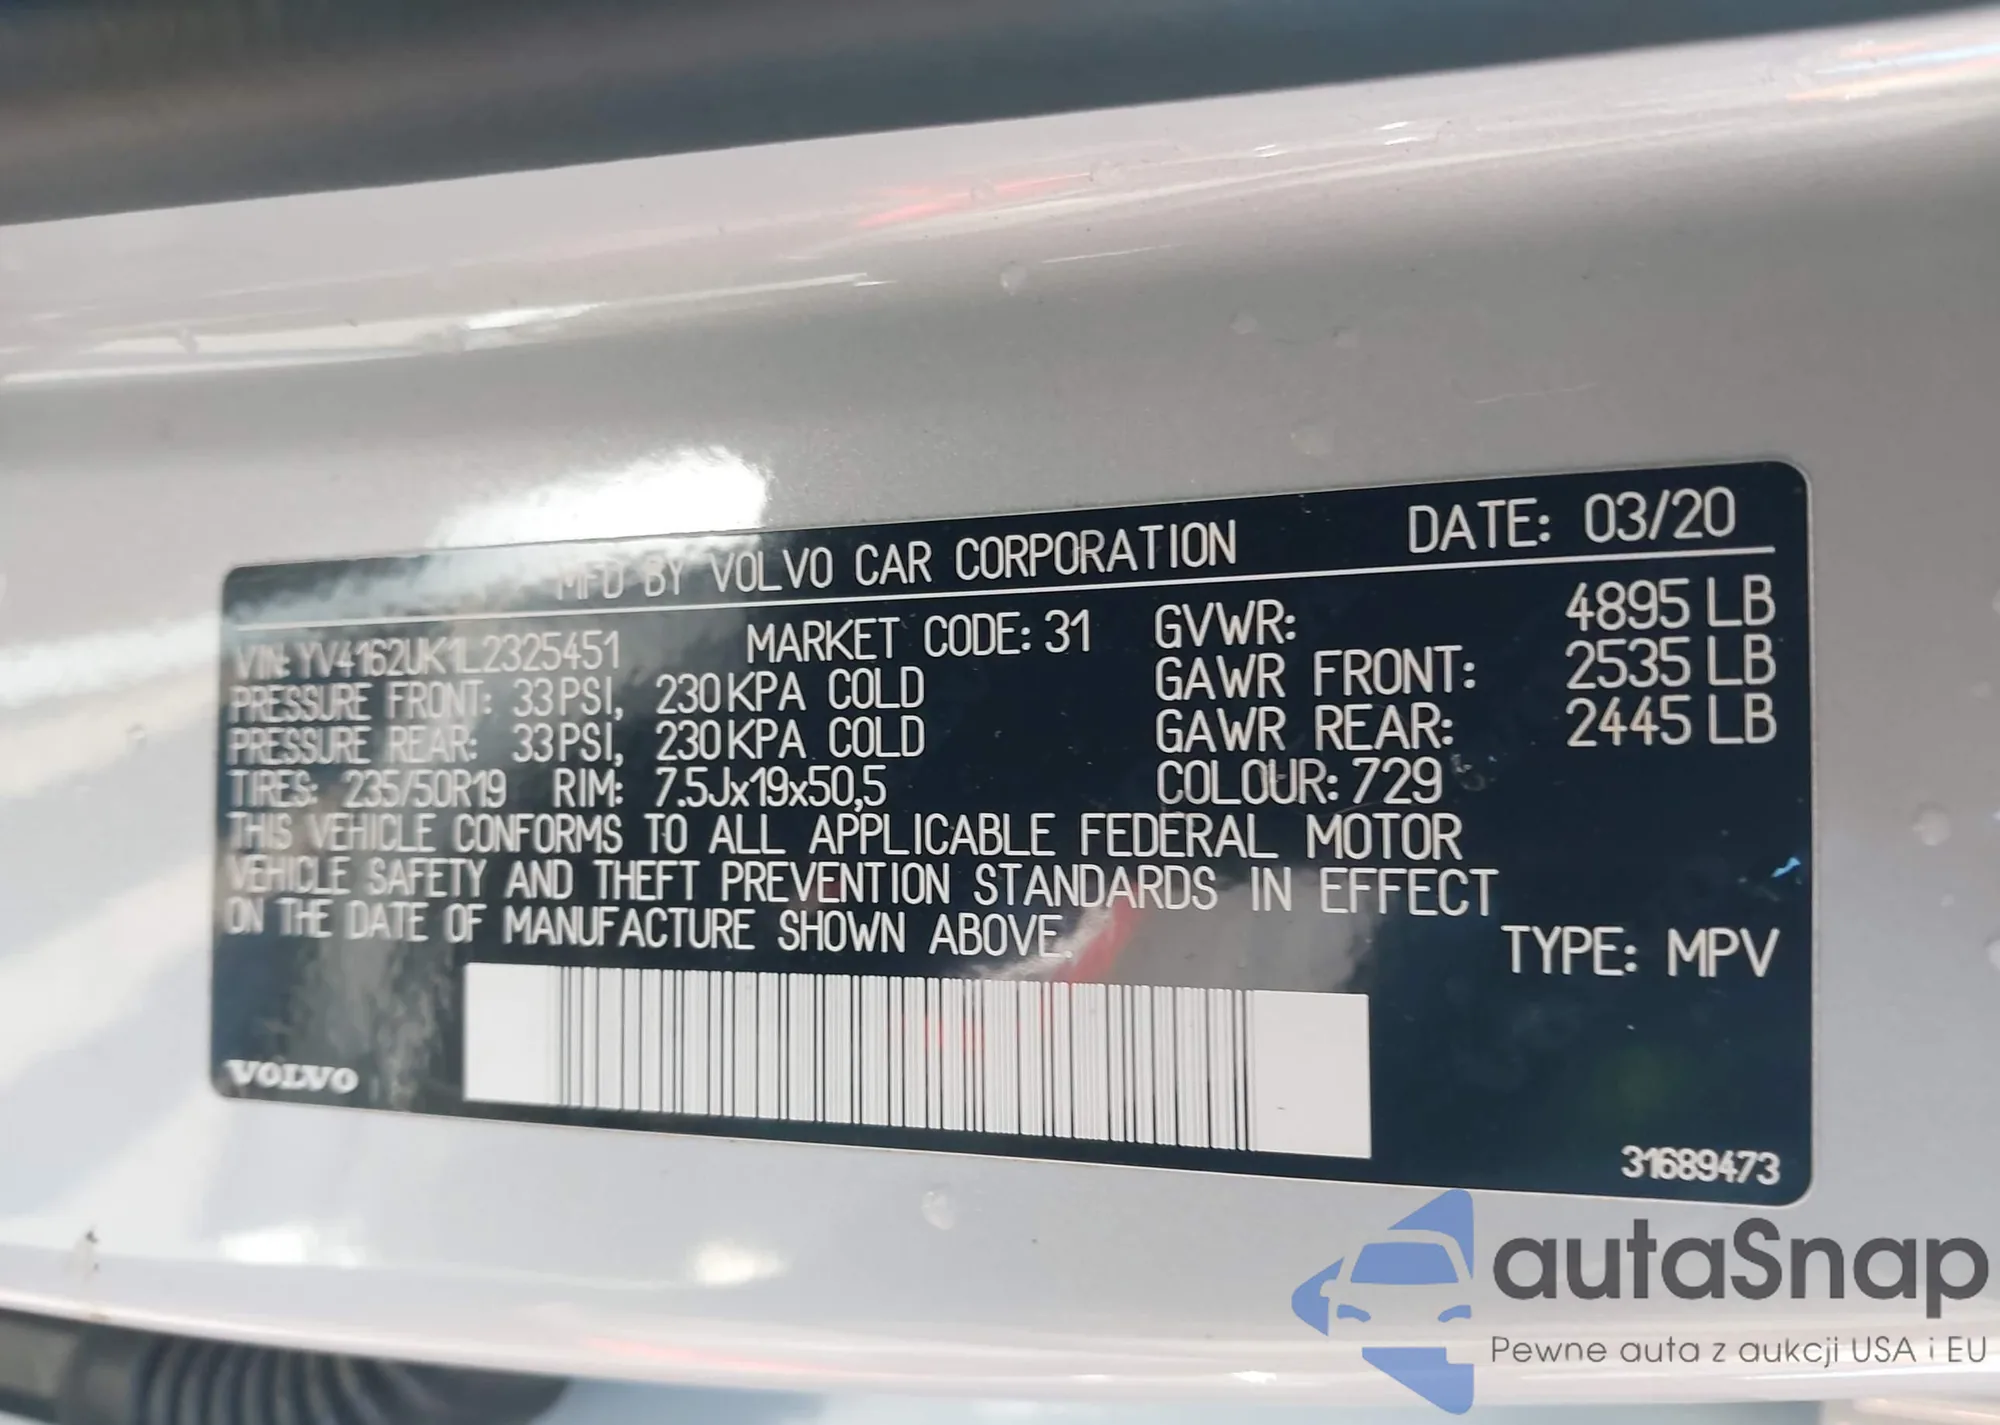 MFD BY VOLVO CAR CORPORATION DATE: 03/20
VIN: YV4162UK1L2325451 MARKET CODE: 31 GVWR: 4895 LB
PRESSURE FRONT: 33 PSI, 230 KPA COLD GAWR FRONT: 2535 LB
PRESSURE REAR: 33 PSI, 230 KPA COLD GAWR REAR: 2445 LB
TIRES: 235/50R19 RIM: 7.5Jx19x50,5 COLOUR: 729
THIS VEHICLE CONFORMS TO ALL APPLICABLE FEDERAL MOTOR
VEHICLE SAFETY AND THEFT PREVENTION STANDARDS IN EFFECT
ON THE DATE OF MANUFACTURE SHOWN ABOVE.
TYPE: MPV
VOLVO
31689473
autaSnap
Pewne auta z aukcji USA i EU